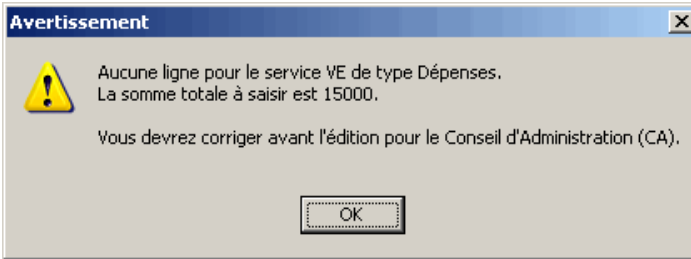 Avertissement
Aucune ligne pour le service VE de type Dépenses.
La somme totale à saisir est 15000.
Vous devrez corriger avant l'édition pour le Conseil d'Administration (CA).
OK